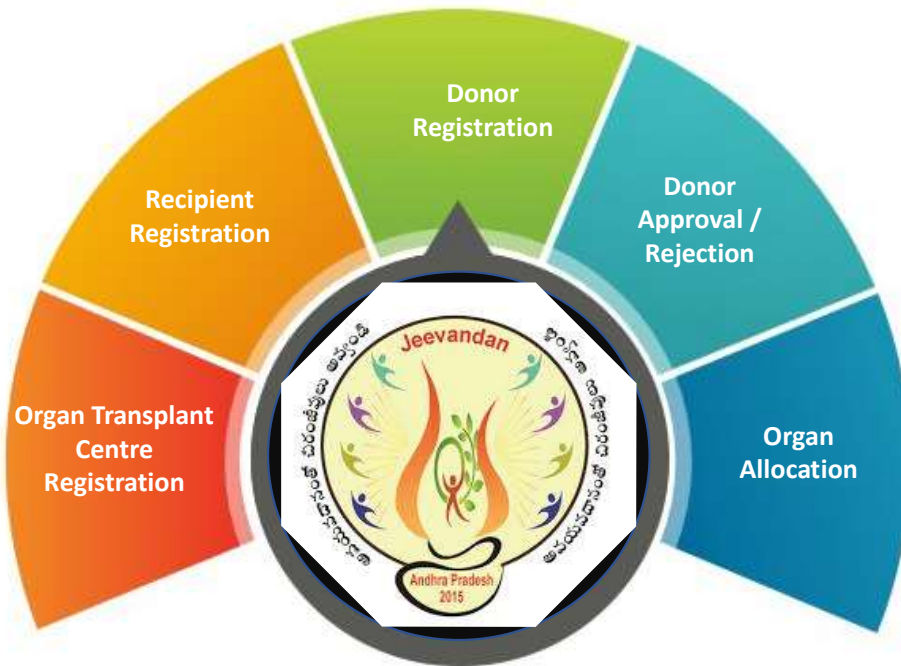 Organ Transplant
Centre
Registration
Recipient
Registration
Donor
Registration
Donor
Approval /
Rejection
Organ
Allocation
Jeevandan
Andhra Pradesh
2015